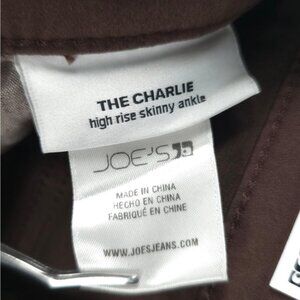 THE CHARLIE
high rise skinny ankle
JOE'S
MADE IN CHINA
HECHO EN CHINA
FABRIQUÉ EN CHINE
WWW.JOESJEANS.COM